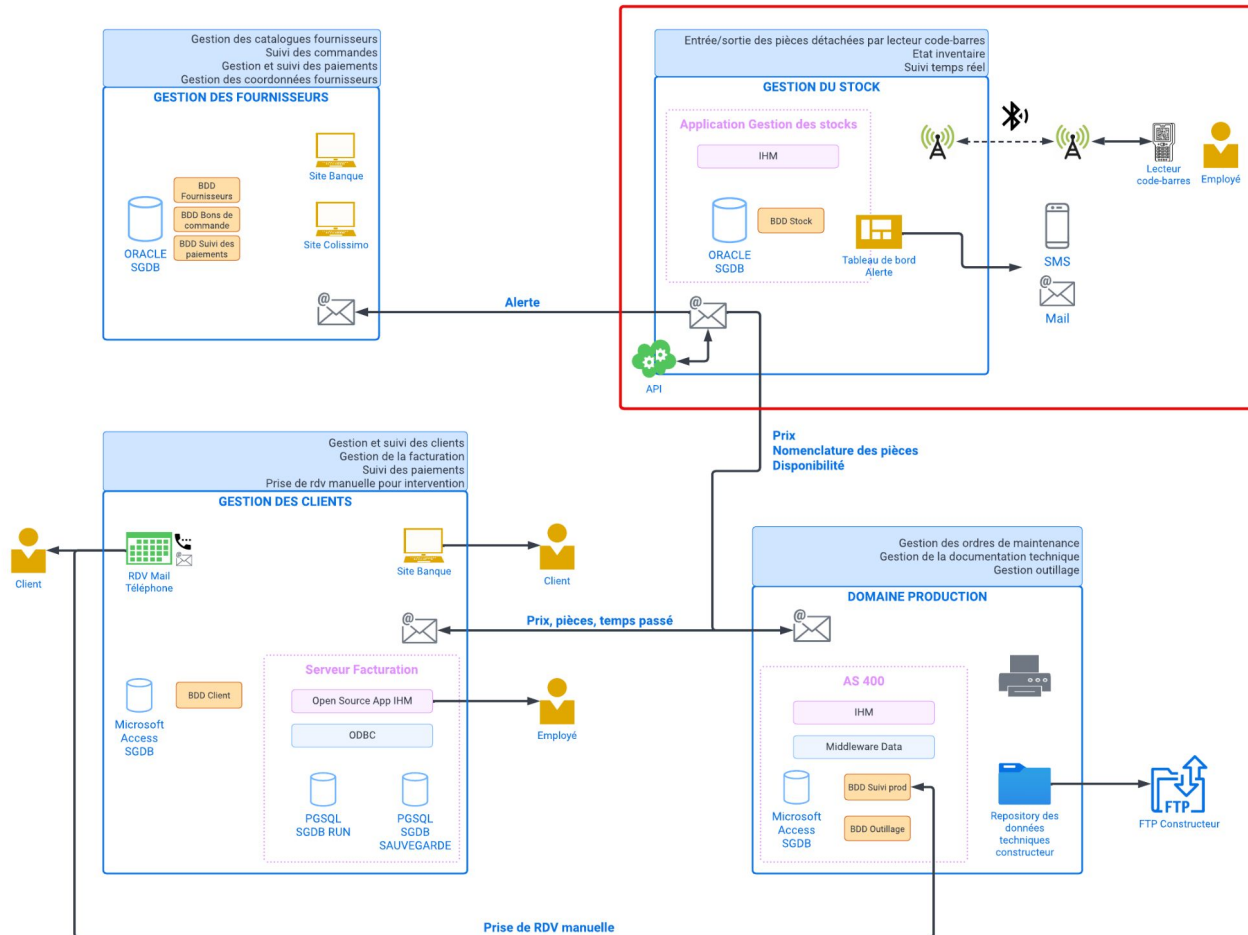 Gestion des catalogues fournisseurs
Suivi des commandes
Gestion et suivi des paiements
Gestion des coordonnées fournisseurs
GESTION DES FOURNISSEURS
Site Banque
BDD
Fournisseurs
BDD Bons de
commande
BDD Suivi des
paiements
ORACLE
SGDB
Site Colissimo
@
Entrée/sortie des pièces détachées par lecteur code-barres
Etat inventaire
Suivi temps réel
GESTION DU STOCK
Application Gestion des stocks
IHM
BDD Stock
ORACLE
SGDB
Tableau de bord
Alerte
Lecteur
code-barres
Employé
SMS
@
Mail
Alerte
@
API
Prix
Nomenclature des pièces
Disponibilité
Gestion et suivi des clients
Gestion de la facturation
Suivi des paiements
Prise de rdv manuelle pour intervention
GESTION DES CLIENTS
Client
RDV Mail
Téléphone
Site Banque
Client
@
Prix, pièces, temps passé
Serveur Facturation
Open Source App IHM
ODBC
PGSQL
SGDB RUN
PGSQL
SGDB
SAUVEGARDE
Microsoft
Access
SGDB
BDD Client
Employé
Gestion des ordres de maintenance
Gestion de la documentation technique
Gestion outillage
DOMAINE PRODUCTION
@
AS 400
IHM
Middleware Data
Microsoft
Access
SGDB
BDD Suivi prod
BDD Outillage
Repository des
données
techniques
constructeur
FTP
FTP Constructeur
Prise de RDV manuelle